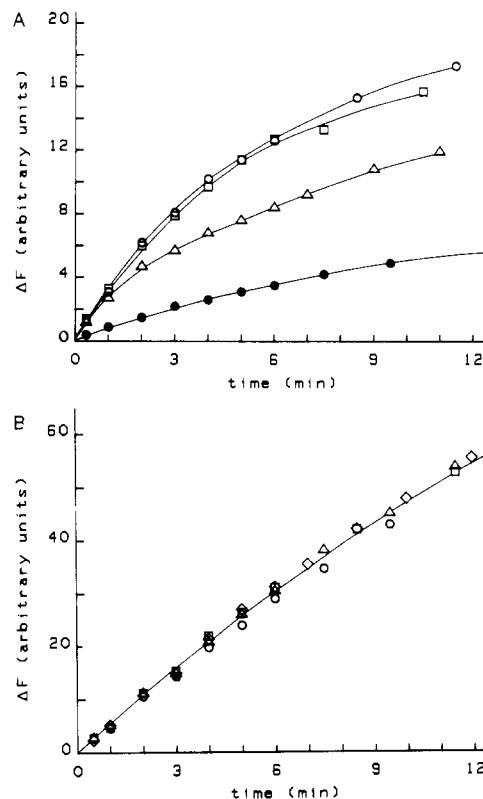 A
20
16
12
8
4
0
ΔF (arbitrary units)
0 3 6 9 12
time (min)
B
60
40
20
0
ΔF (arbitrary units)
0 3 6 9 12
time (min)